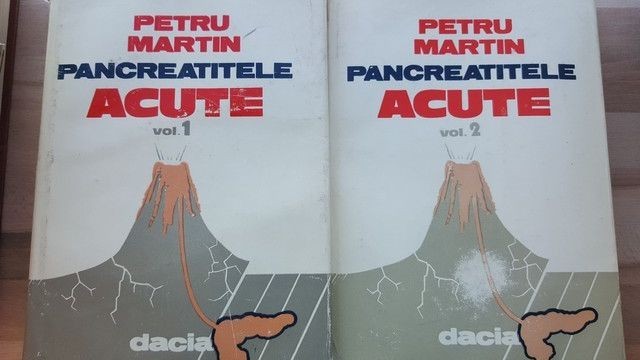 PETRU
MARTIN
PANCREATITELE
ACUTE
vol. 1
dacia
PETRU
MARTIN
PANCREATITELE
ACUTE
vol. 2
dacia